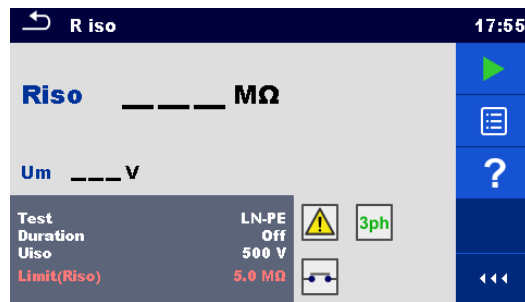 R iso 17:55
Riso ___ MΩ
Um ___ V
?
Test LN-PE
Duration Off
Uiso 500 V
Limit(Riso) 5.0 MΩ
3ph